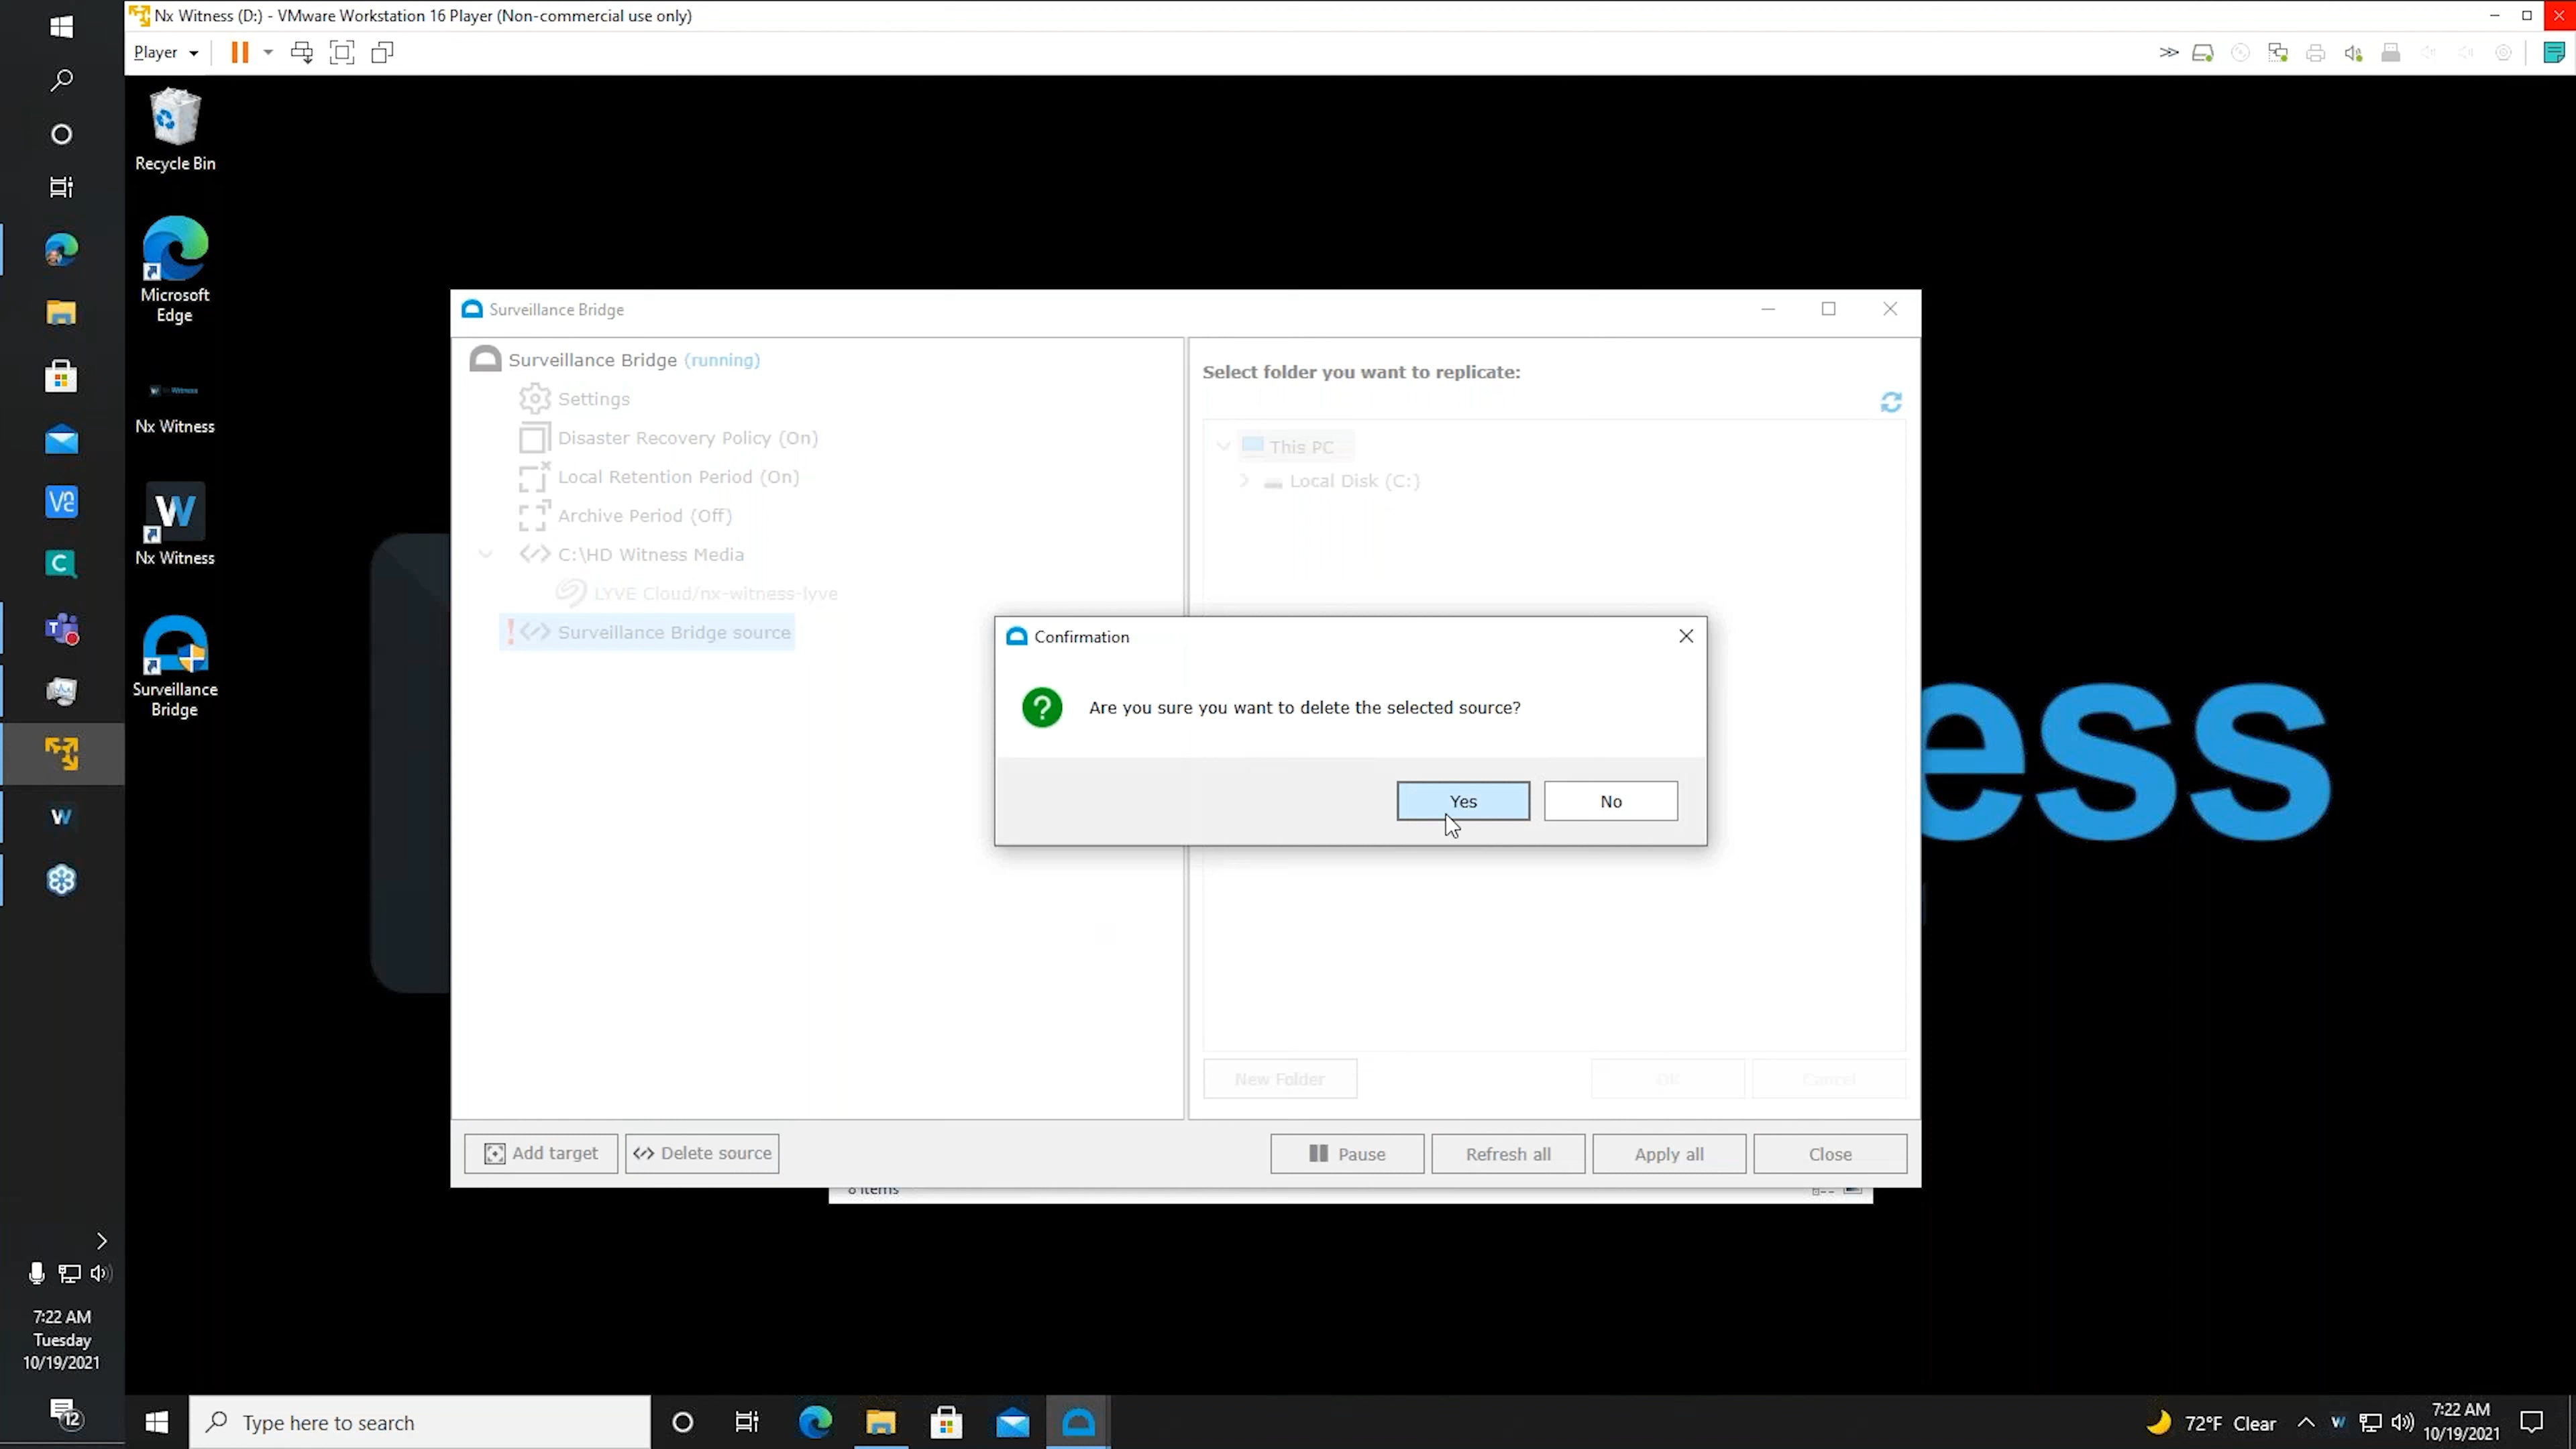 Nx Witness (D:) - VMware Workstation 16 Player (Non-commercial use only)
Player
Recycle Bin
Microsoft
Edge
Nx Witness
W
Nx Witness
Surveillance
Bridge
Surveillance Bridge
Surveillance Bridge (running)
Settings
Disaster Recovery Policy (On)
Local Retention Period (On)
Archive Period (Off)
C:\HD Witness Media
LYVE Cloud/nx-witness-lyve
! Surveillance Bridge source
Select folder you want to replicate:
This PC
Local Disk (C:)
Confirmation
Are you sure you want to delete the selected source?
Yes
No
ess
New Folder
OK
Cancel
Add target
Delete source
Pause
Refresh all
Apply all
Close
items
7:22 AM
Tuesday
10/19/2021
12
Type here to search
72°F Clear
7:22 AM
10/19/2021